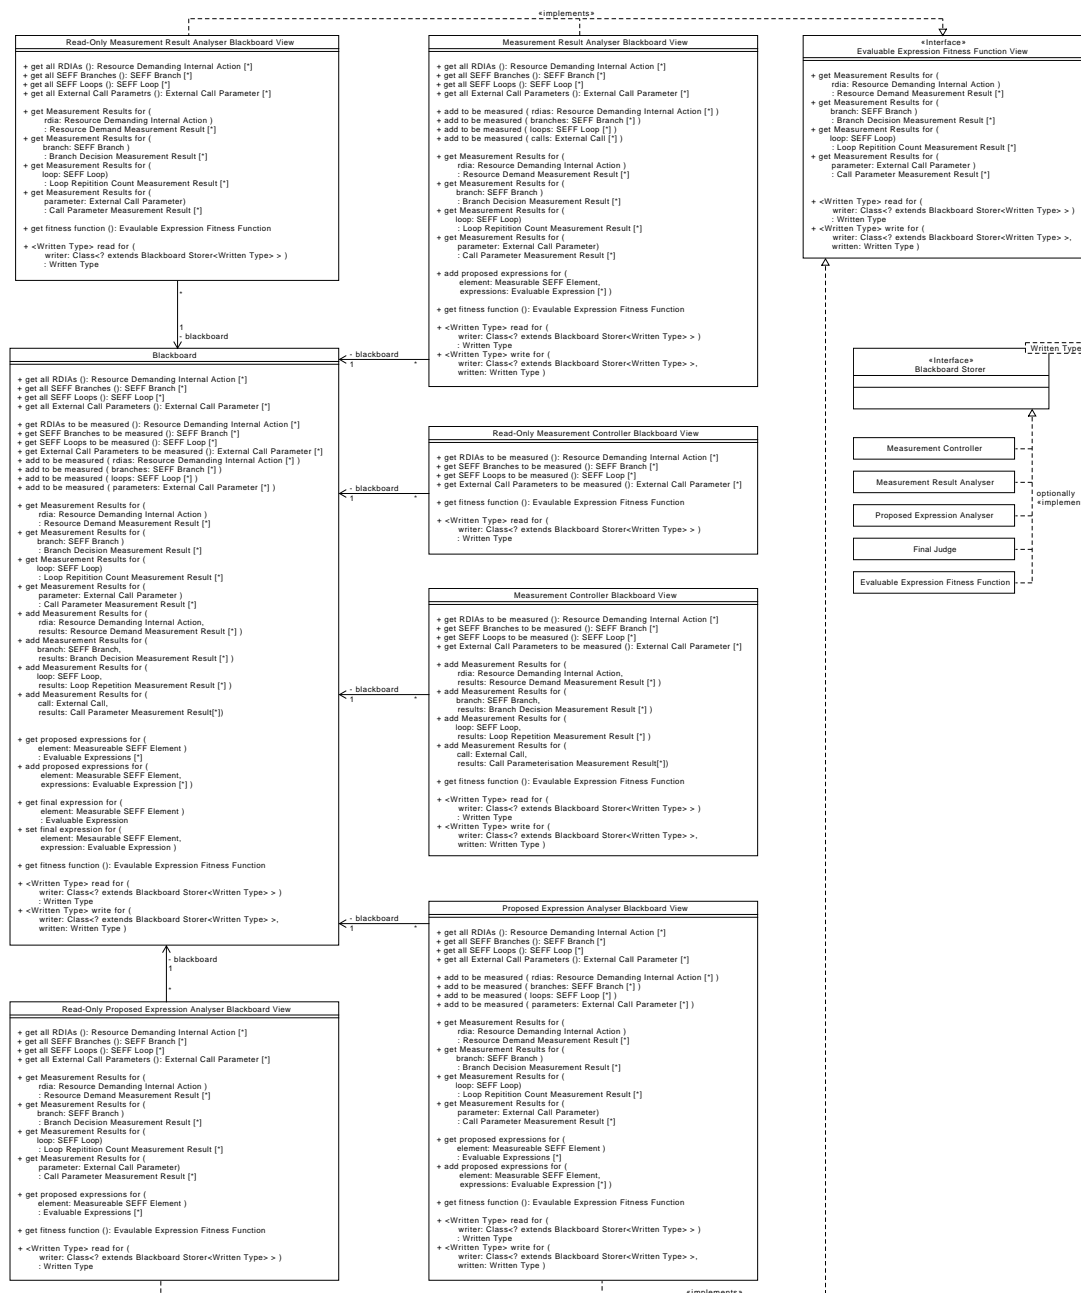 «implements»
Read-Only Measurement Result Analyser Blackboard View
+ get all RDIAs (): Resource Demanding Internal Action [*]
+ get all SEFF Branches (): SEFF Branch [*]
+ get all SEFF Loops (): SEFF Loop [*]
+ get all External Call Paramtrs (): External Call Parameter [*]
+ get Measurement Results for (
rdia: Resource Demanding Internal Action )
: Resource Demand Measurement Result [*]
+ get Measurement Results for (
branch: SEFF Branch )
: Branch Decision Measurement Result [*]
+ get Measurement Results for (
loop: SEFF Loop)
: Loop Repitition Count Measurement Result [*]
+ get Measurement Results for (
parameter: External Call Parameter)
: Call Parameter Measurement Result [*]
+ get fitness function (): Evaulable Expression Fitness Function
+ <Written Type> read for (
writer: Class<? extends Blackboard Storer<Written Type> > )
: Written Type
Measurement Result Analyser Blackboard View
+ get all RDIAs (): Resource Demanding Internal Action [*]
+ get all SEFF Branches (): SEFF Branch [*]
+ get all SEFF Loops (): SEFF Loop [*]
+ get all External Call Parameters (): External Call Parameter [*]
+ add to be measured ( rdias: Resource Demanding Internal Action [*] )
+ add to be measured ( branches: SEFF Branch [*] )
+ add to be measured ( loops: SEFF Loop [*] )
+ add to be measured ( calls: External Call [*] )
+ get Measurement Results for (
rdia: Resource Demanding Internal Action )
: Resource Demand Measurement Result [*]
+ get Measurement Results for (
branch: SEFF Branch )
: Branch Decision Measurement Result [*]
+ get Measurement Results for (
loop: SEFF Loop)
: Loop Repitition Count Measurement Result [*]
+ get Measurement Results for (
parameter: External Call Parameter)
: Call Parameter Measurement Result [*]
+ add proposed expressions for (
element: Measurable SEFF Element,
expressions: Evaluable Expression [*] )
+ get fitness function (): Evaulable Expression Fitness Function
+ <Written Type> read for (
writer: Class<? extends Blackboard Storer<Written Type> > )
: Written Type
+ <Written Type> write for (
writer: Class<? extends Blackboard Storer<Written Type> >,
written: Written Type )
«Interface»
Evaluable Expression Fitness Function View
+ get Measurement Results for (
rdia: Resource Demanding Internal Action )
: Resource Demand Measurement Result [*]
+ get Measurement Results for (
branch: SEFF Branch )
: Branch Decision Measurement Result [*]
+ get Measurement Results for (
loop: SEFF Loop)
: Loop Repitition Count Measurement Result [*]
+ get Measurement Results for (
parameter: External Call Parameter )
: Call Parameter Measurement Result [*]
+ <Written Type> read for (
writer: Class<? extends Blackboard Storer<Written Type> > )
: Written Type
+ <Written Type> write for (
writer: Class<? extends Blackboard Storer<Written Type> >,
written: Written Type )
*
1
- blackboard
Blackboard
+ get all RDIAs (): Resource Demanding Internal Action [*]
+ get all SEFF Branches (): SEFF Branch [*]
+ get all SEFF Loops (): SEFF Loop [*]
+ get all External Call Parameters (): External Call Parameter [*]
+ get RDIAs to be measured (): Resource Demanding Internal Action [*]
+ get SEFF Branches to be measured (): SEFF Branch [*]
+ get SEFF Loops to be measured (): SEFF Loop [*]
+ get External Call Parameters to be measured (): External Call Parameter [*]
+ add to be measured ( rdias: Resource Demanding Internal Action [*] )
+ add to be measured ( branches: SEFF Branch [*] )
+ add to be measured ( loops: SEFF Loop [*] )
+ add to be measured ( parameters: External Call Parameter [*] )
+ get Measurement Results for (
rdia: Resource Demanding Internal Action )
: Resource Demand Measurement Result [*]
+ get Measurement Results for (
branch: SEFF Branch )
: Branch Decision Measurement Result [*]
+ get Measurement Results for (
loop: SEFF Loop)
: Loop Repitition Count Measurement Result [*]
+ get Measurement Results for (
parameter: External Call Parameter )
: Call Parameter Measurement Result [*]
+ add Measurement Results for (
rdia: Resource Demanding Internal Action,
results: Resource Demand Measurement Result [*] )
+ add Measurement Results for (
branch: SEFF Branch,
results: Branch Decision Measurement Result [*] )
+ add Measurement Results for (
loop: SEFF Loop,
results: Loop Repetition Measurement Result [*] )
+ add Measurement Results for (
call: External Call,
results: Call Parameter Measurement Result[*])
+ get proposed expressions for (
element: Measureable SEFF Element )
: Evaluable Expressions [*]
+ add proposed expressions for (
element: Measurable SEFF Element,
expressions: Evaluable Expression [*] )
+ get final expression for (
element: Measurable SEFF Element )
: Evaluable Expression
+ set final expression for (
element: Mesaurable SEFF Element,
expression: Evaluable Expression )
+ get fitness function (): Evaulable Expression Fitness Function
+ <Written Type> read for (
writer: Class<? extends Blackboard Storer<Written Type> > )
: Written Type
+ <Written Type> write for (
writer: Class<? extends Blackboard Storer<Written Type> >,
written: Written Type )
- blackboard
1 *
Written Type
«Interface»
Blackboard Storer
Measurement Controller
Measurement Result Analyser
Proposed Expression Analyser
Final Judge
Evaluable Expression Fitness Function
optionally
«implemen
Read-Only Measurement Controller Blackboard View
+ get RDIAs to be measured (): Resource Demanding Internal Action [*]
+ get SEFF Branches to be measured (): SEFF Branch [*]
+ get SEFF Loops to be measured (): SEFF Loop [*]
+ get External Call Parameters to be measured (): External Call Parameter [*]
+ get fitness function (): Evaulable Expression Fitness Function
+ <Written Type> read for (
writer: Class<? extends Blackboard Storer<Written Type> > )
: Written Type
- blackboard
1 *
Measurement Controller Blackboard View
+ get RDIAs to be measured (): Resource Demanding Internal Action [*]
+ get SEFF Branches to be measured (): SEFF Branch [*]
+ get SEFF Loops to be measured (): SEFF Loop [*]
+ get External Call Parameters to be measured (): External Call Parameter [*]
+ add Measurement Results for (
rdia: Resource Demanding Internal Action,
results: Resource Demand Measurement Result [*] )
+ add Measurement Results for (
branch: SEFF Branch,
results: Branch Decision Measurement Result [*] )
+ add Measurement Results for (
loop: SEFF Loop,
results: Loop Repetition Measurement Result [*] )
+ add Measurement Results for (
call: External Call,
results: Call Parameterisation Measurement Result[*])
+ get fitness function (): Evaulable Expression Fitness Function
+ <Written Type> read for (
writer: Class<? extends Blackboard Storer<Written Type> > )
: Written Type
+ <Written Type> write for (
writer: Class<? extends Blackboard Storer<Written Type> >,
written: Written Type )
- blackboard
1 *
Proposed Expression Analyser Blackboard View
+ get all RDIAs (): Resource Demanding Internal Action [*]
+ get all SEFF Branches (): SEFF Branch [*]
+ get all SEFF Loops (): SEFF Loop [*]
+ get all External Call Parameters (): External Call Parameter [*]
+ add to be measured ( rdias: Resource Demanding Internal Action [*] )
+ add to be measured ( branches: SEFF Branch [*] )
+ add to be measured ( loops: SEFF Loop [*] )
+ add to be measured ( parameters: External Call Parameter [*] )
+ get Measurement Results for (
rdia: Resource Demanding Internal Action )
: Resource Demand Measurement Result [*]
+ get Measurement Results for (
branch: SEFF Branch )
: Branch Decision Measurement Result [*]
+ get Measurement Results for (
loop: SEFF Loop)
: Loop Repitition Count Measurement Result [*]
+ get Measurement Results for (
parameter: External Call Parameter)
: Call Parameter Measurement Result [*]
+ get proposed expressions for (
element: Measureable SEFF Element )
: Evaluable Expressions [*]
+ add proposed expressions for (
element: Measurable SEFF Element,
expressions: Evaluable Expression [*] )
+ get fitness function (): Evaulable Expression Fitness Function
+ <Written Type> read for (
writer: Class<? extends Blackboard Storer<Written Type> > )
: Written Type
+ <Written Type> write for (
writer: Class<? extends Blackboard Storer<Written Type> >,
written: Written Type )
- blackboard
1 *
- blackboard
1
*
Read-Only Proposed Expression Analyser Blackboard View
+ get all RDIAs (): Resource Demanding Internal Action [*]
+ get all SEFF Branches (): SEFF Branch [*]
+ get all SEFF Loops (): SEFF Loop [*]
+ get all External Call Parameters (): External Call Parameter [*]
+ get Measurement Results for (
rdia: Resource Demanding Internal Action )
: Resource Demand Measurement Result [*]
+ get Measurement Results for (
branch: SEFF Branch )
: Branch Decision Measurement Result [*]
+ get Measurement Results for (
loop: SEFF Loop)
: Loop Repitition Count Measurement Result [*]
+ get Measurement Results for (
parameter: External Call Parameter)
: Call Parameter Measurement Result [*]
+ get proposed expressions for (
element: Measureable SEFF Element )
: Evaluable Expressions [*]
+ get fitness function (): Evaulable Expression Fitness Function
+ <Written Type> read for (
writer: Class<? extends Blackboard Storer<Written Type> > )
: Written Type
«implements»